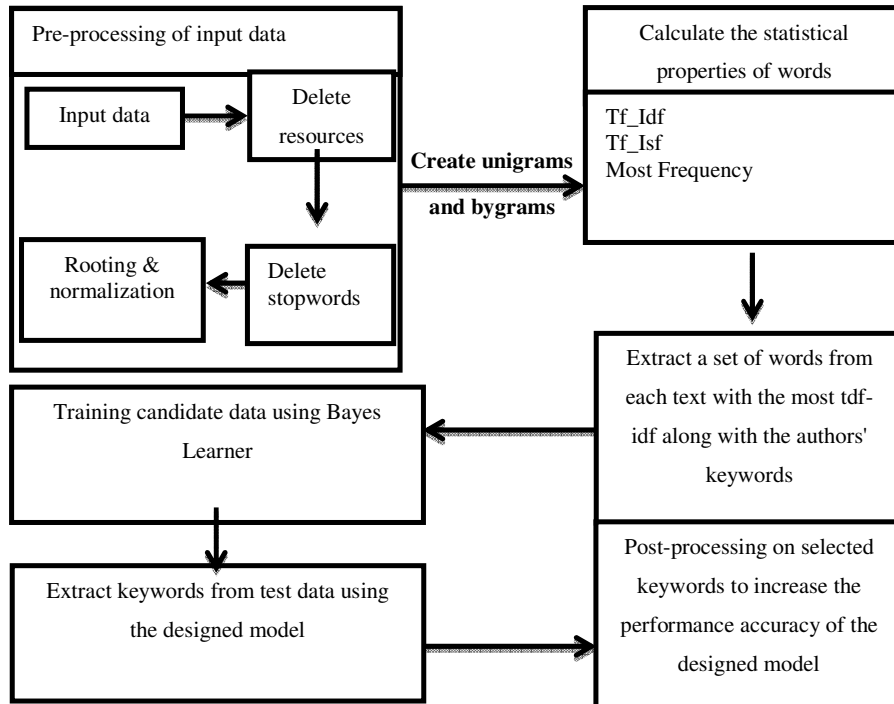 Pre-processing of input data
Input data
Delete
resources
Rooting &
normalization
Delete
stopwords
Create unigrams
and bygrams
Calculate the statistical
properties of words
Tf_Idf
Tf_Isf
Most Frequency
Extract a set of words from
each text with the most tdf-
idf along with the authors'
keywords
Training candidate data using Bayes
Learner
Extract keywords from test data using
the designed model
Post-processing on selected
keywords to increase the
performance accuracy of the
designed model